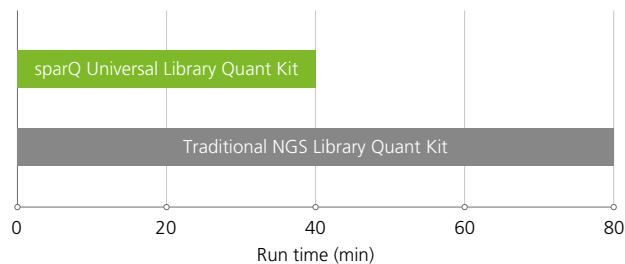 sparQ Universal Library Quant Kit
Traditional NGS Library Quant Kit
0 20 40 60 80
Run time (min)